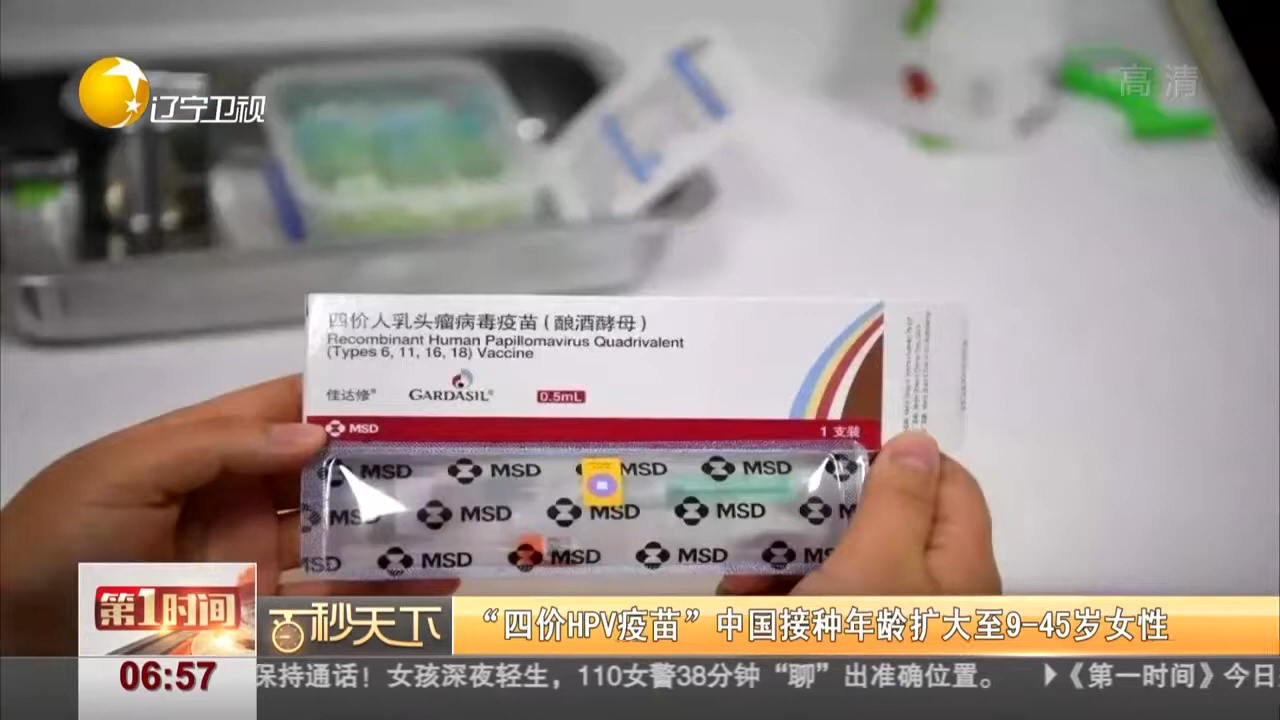 辽宁卫视
高清
四价人乳头瘤病毒疫苗（酿酒酵母）
Recombinant Human Papillomavirus Quadrivalent
(Types 6, 11, 16, 18) Vaccine
佳达修®
GARDASIL®
0.5mL
MSD
1 支装
MSD MSD MSD MSD
MSD MSD MSD MSD
MSD MSD MSD MSD
第1时间
百秒天下
“四价HPV疫苗”中国接种年龄扩大至9-45岁女性
06:57
保持通话！女孩深夜轻生，110女警38分钟“聊”出准确位置。 ▶《第一时间》今日